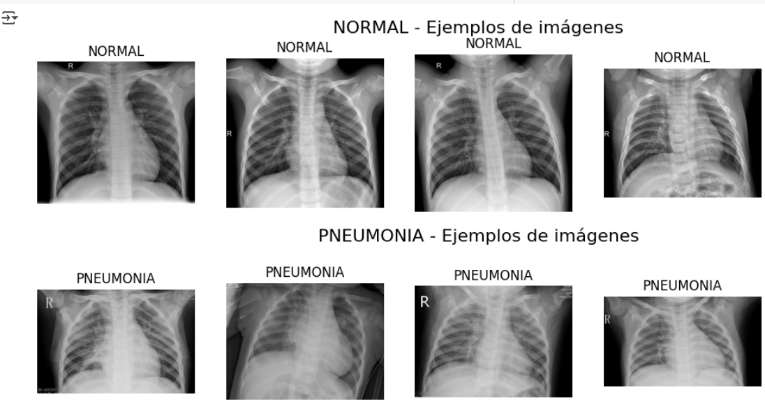 NORMAL - Ejemplos de imágenes
NORMAL
NORMAL
NORMAL
NORMAL
R
R
R
R
PNEUMONIA - Ejemplos de imágenes
PNEUMONIA
PNEUMONIA
PNEUMONIA
PNEUMONIA
R
R
R